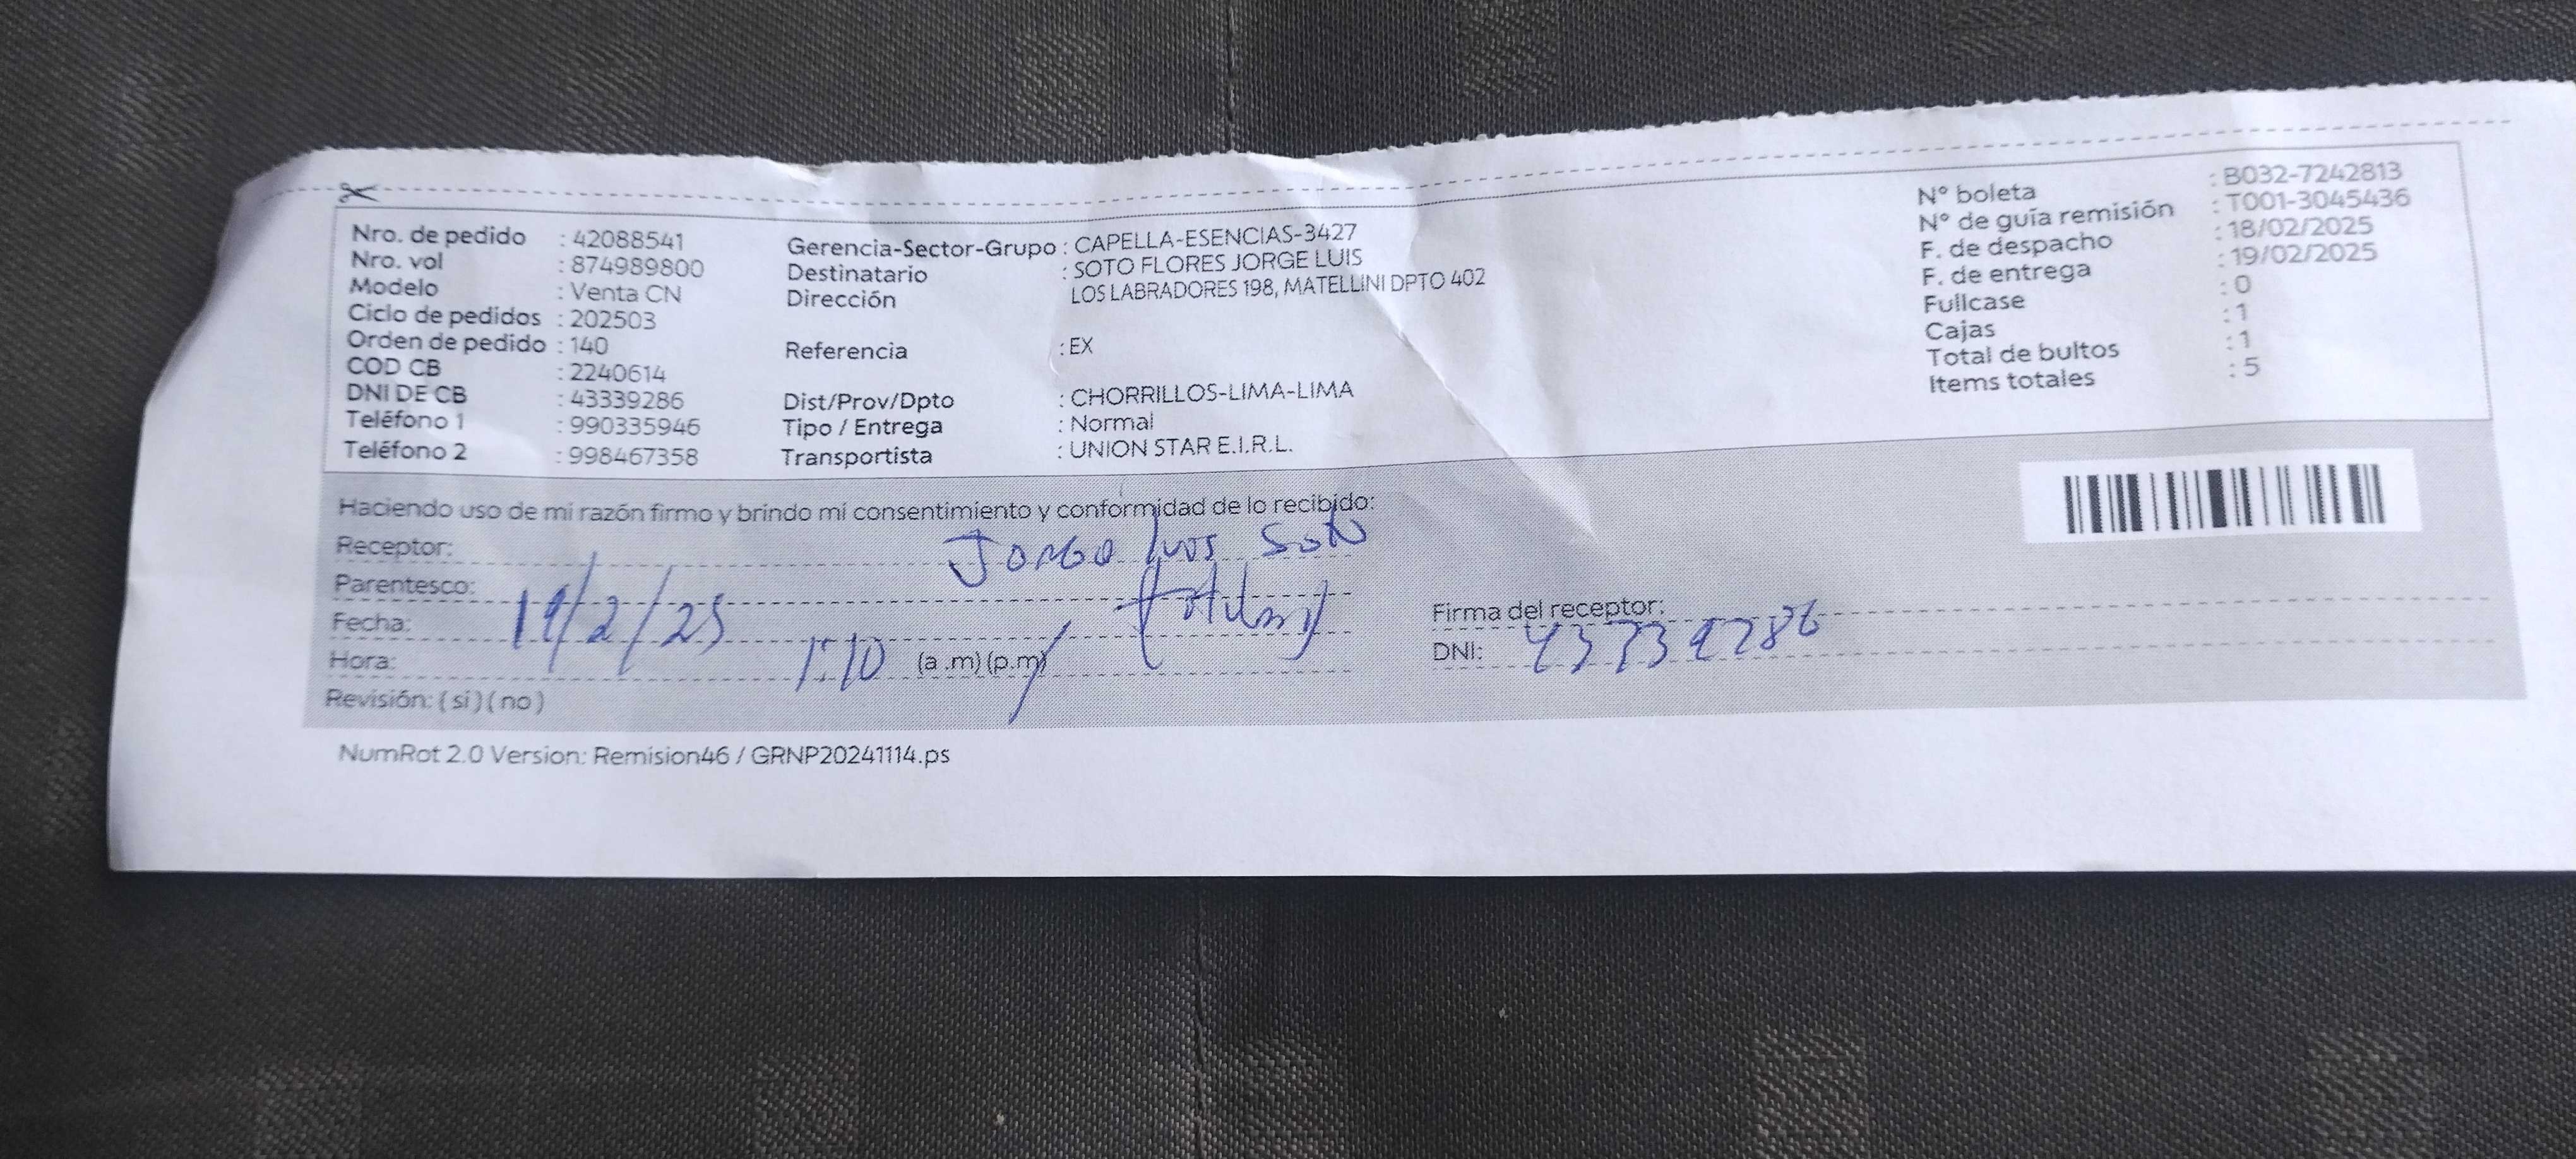 Nro. de pedido : 42088541
Nro. vol : 874989800
Modelo : Venta CN
Ciclo de pedidos : 202503
Orden de pedido : 140
COD CB : 2240614
DNI DE CB : 43339286
Teléfono 1 : 990335946
Teléfono 2 : 998467358
Gerencia-Sector-Grupo : CAPELLA-ESENCIAS-3427
Destinatario : SOTO FLORES JORGE LUIS
Dirección LOS LABRADORES 198, MATELLINI DPTO 402
Referencia : EX
Dist/Prov/Dpto : CHORRILLOS-LIMA-LIMA
Tipo / Entrega : Normal
Transportista : UNION STAR E.I.R.L.
N° boleta : B032-7242813
N° de guía remisión : T001-3045436
F. de despacho : 18/02/2025
F. de entrega : 19/02/2025
Fullcase : 0
Cajas : 1
Total de bultos : 1
Items totales : 5
Haciendo uso de mi razón firmo y brindo mi consentimiento y conformidad de lo recibido:
Receptor: Jorge Luis Soto
Parentesco: (titular)
Fecha: 19/2/25
Hora: 1:10 (a .m) (p.m)
Revisión: ( si ) ( no )
Firma del receptor:
DNI: 43339286
NumRot 2.0 Version: Remision46 / GRNP20241114.ps